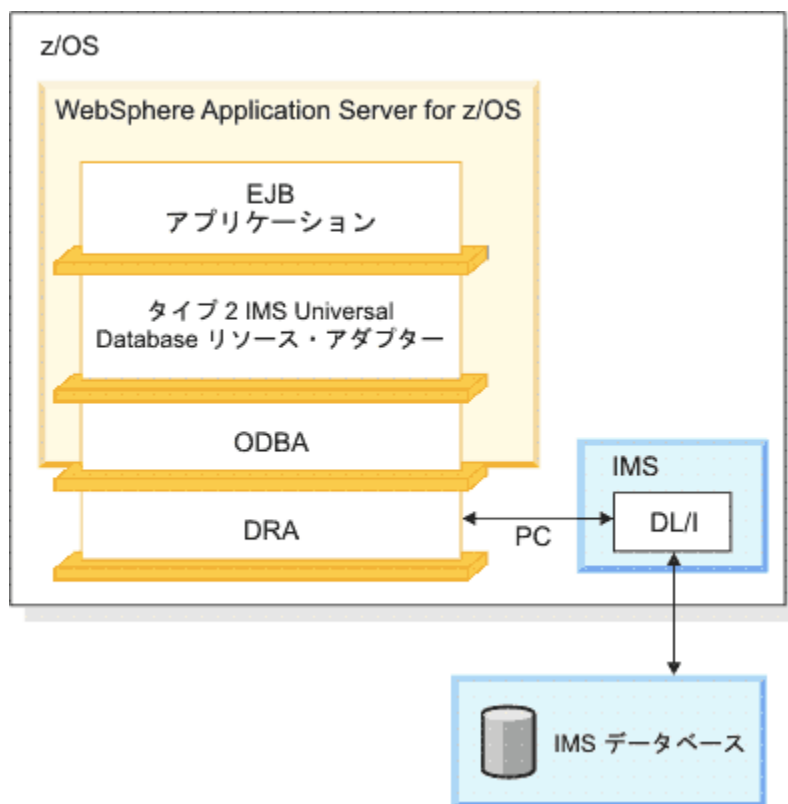 z/OS
WebSphere Application Server for z/OS
EJB
アプリケーション
タイプ 2 IMS Universal
Database リソース・アダプター
ODBA
DRA
PC
IMS
DL/I
IMS データベース